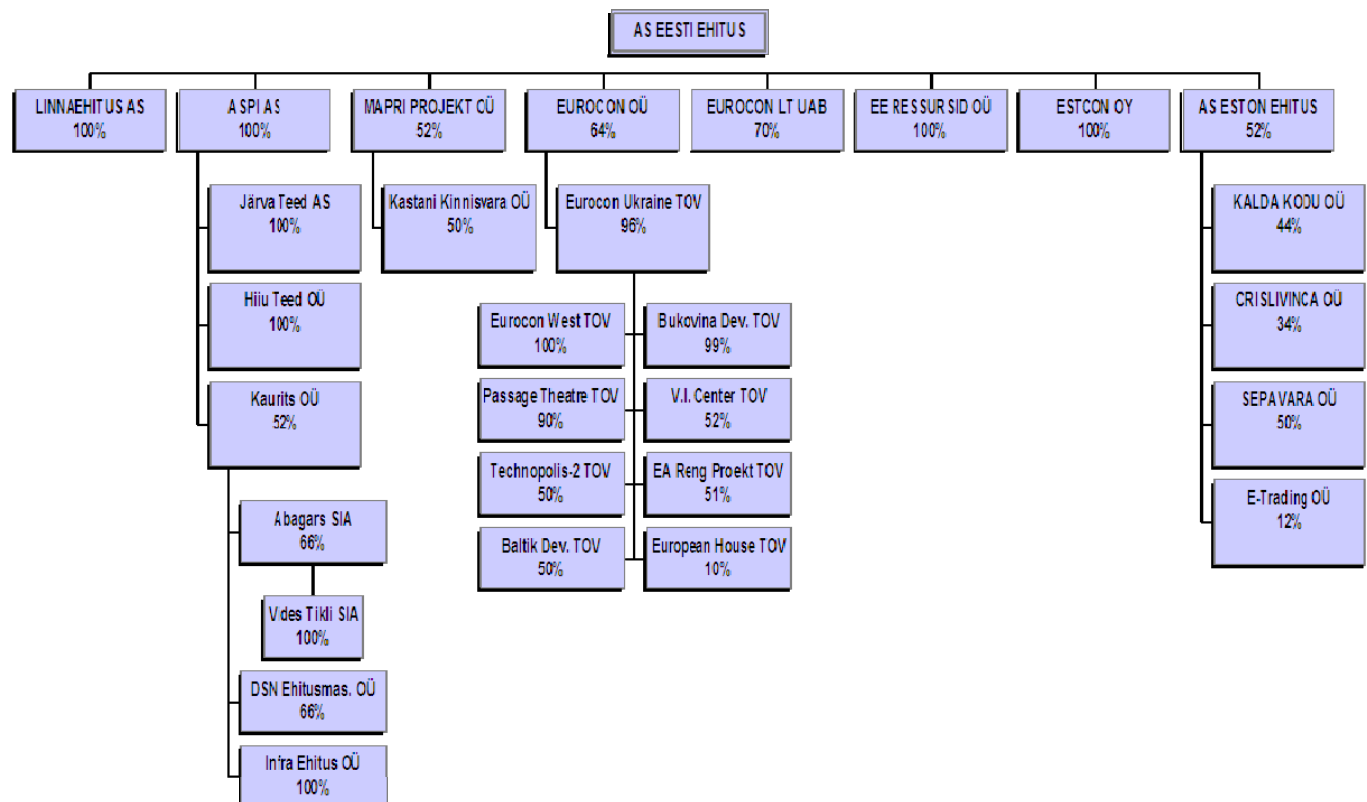 AS EESTI EHITUS
LINNAEHITUS AS
100%
ASPI AS
100%
MAPRI PROJEKT OÜ
52%
EUROCON OÜ
64%
EUROCON LT UAB
70%
EE RESSURSID OÜ
100%
ESTCON OY
100%
AS ESTON EHITUS
52%
Järva Teed AS
100%
Hiiu Teed OÜ
100%
Kaurits OÜ
52%
Abagars SIA
66%
Vides Tikli SIA
100%
DSN Ehitusmas. OÜ
66%
Infra Ehitus OÜ
100%
Kastani Kinnisvara OÜ
50%
Eurocon Ukraine TOV
96%
Eurocon West TOV
100%
Bukovina Dev. TOV
99%
Passage Theatre TOV
90%
V.I. Center TOV
52%
Technopolis-2 TOV
50%
EA Reng Proekt TOV
51%
Baltik Dev. TOV
50%
European House TOV
10%
KALDA KODU OÜ
44%
CRISLIVINCA OÜ
34%
SEPAVARA OÜ
50%
E-Trading OÜ
12%